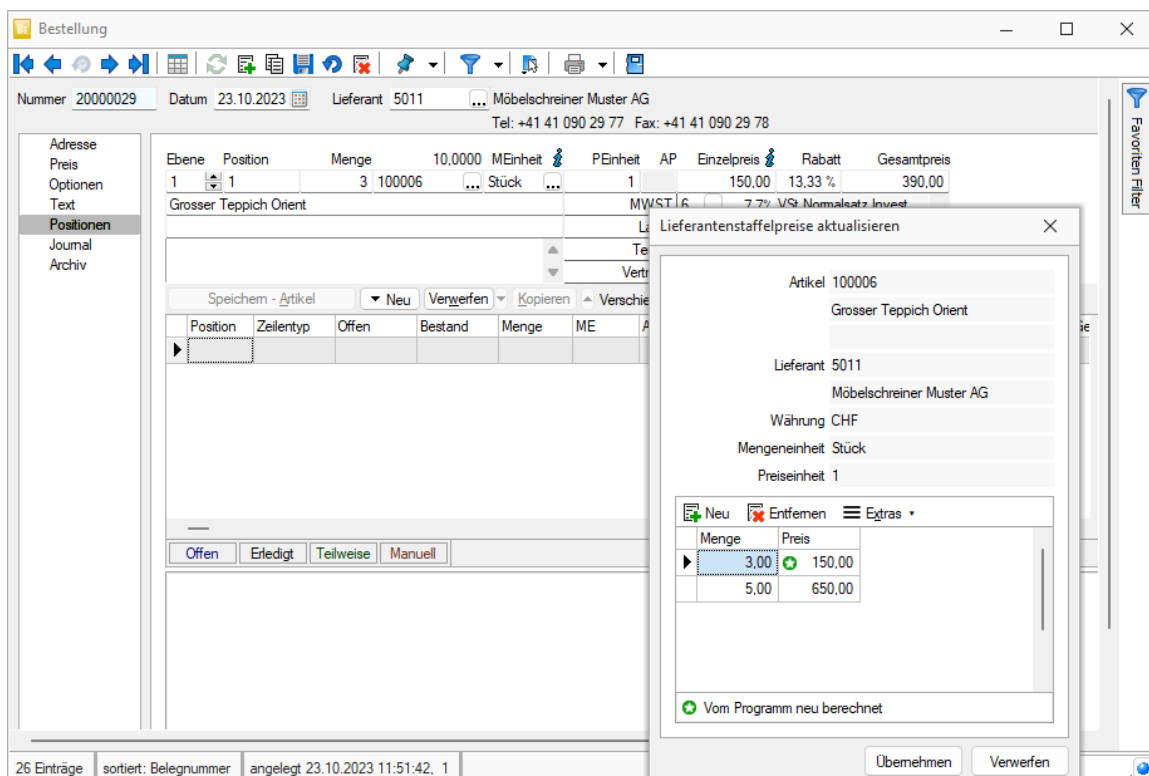 Bestellung
Nummer 20000029 Datum 23.10.2023 Lieferant 5011 ... Möbelschreiner Muster AG
Tel: +41 41 090 29 77 Fax: +41 41 090 29 78
Favoriten Filter
Adresse
Preis
Optionen
Text
Positionen
Journal
Archiv
Ebene Position Menge 10,0000 MEinheit PEinheit AP Einzelpreis Rabatt Gesamtpreis
1 1 3 100006 ... Stück ... 1 150,00 13,33 % 390,00
Grosser Teppich Orient MWST 6 7,7% VSt Normalsatz Invest
La
Te
Vertr
Speichern - Artikel Neu Verwerfen Kopieren Verschie
Position Zeilentyp Offen Bestand Menge ME A Ge
Offen Erledigt Teilweise Manuell
Lieferantenstaffelpreise aktualisieren
Artikel 100006
Grosser Teppich Orient
Lieferant 5011
Möbelschreiner Muster AG
Währung CHF
Mengeneinheit Stück
Preiseinheit 1
Neu Entfernen Extras
Menge Preis
3,00 150,00
5,00 650,00
Vom Programm neu berechnet
Übernehmen Verwerfen
26 Einträge sortiert: Belegnummer angelegt 23.10.2023 11:51:42, 1